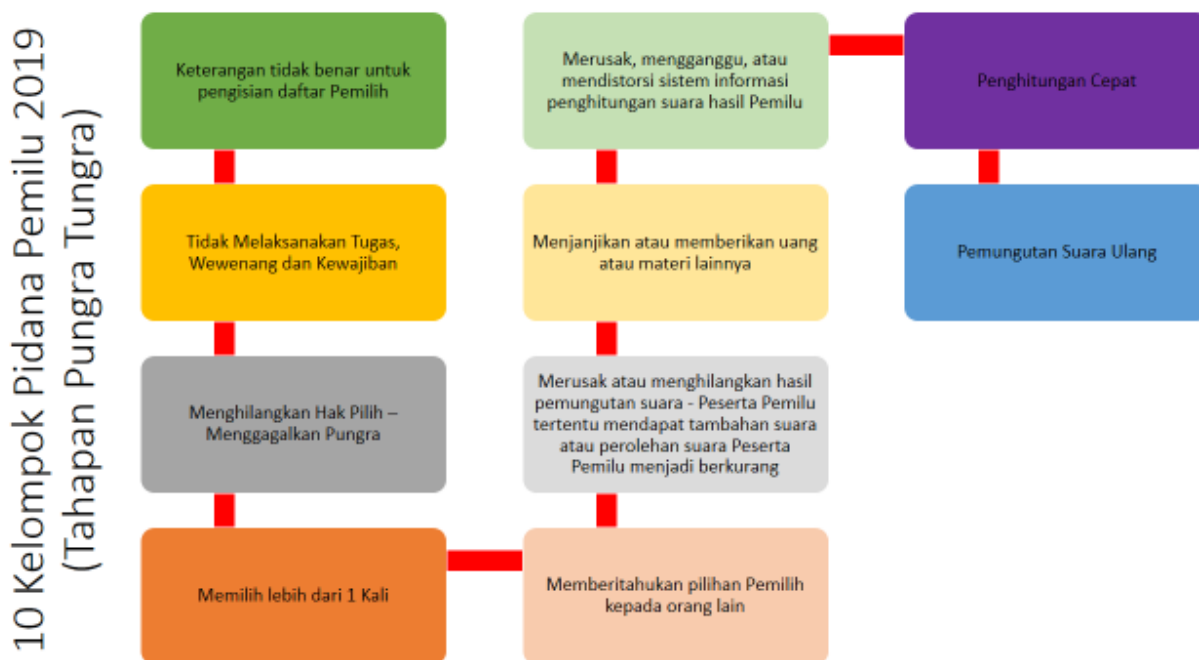 10 Kelompok Pidana Pemilu 2019
(Tahapan Pungra Tungra)
Keterangan tidak benar untuk
pengisian daftar Pemilih
Tidak Melaksanakan Tugas,
Wewenang dan Kewajiban
Menghilangkan Hak Pilih –
Menggagalkan Pungra
Memilih lebih dari 1 Kali
Memberitahukan pilihan Pemilih
kepada orang lain
Merusak atau menghilangkan hasil
pemungutan suara - Peserta Pemilu
tertentu mendapat tambahan suara
atau perolehan suara Peserta
Pemilu menjadi berkurang
Menjanjikan atau memberikan uang
atau materi lainnya
Merusak, mengganggu, atau
mendistorsi sistem informasi
penghitungan suara hasil Pemilu
Penghitungan Cepat
Pemungutan Suara Ulang